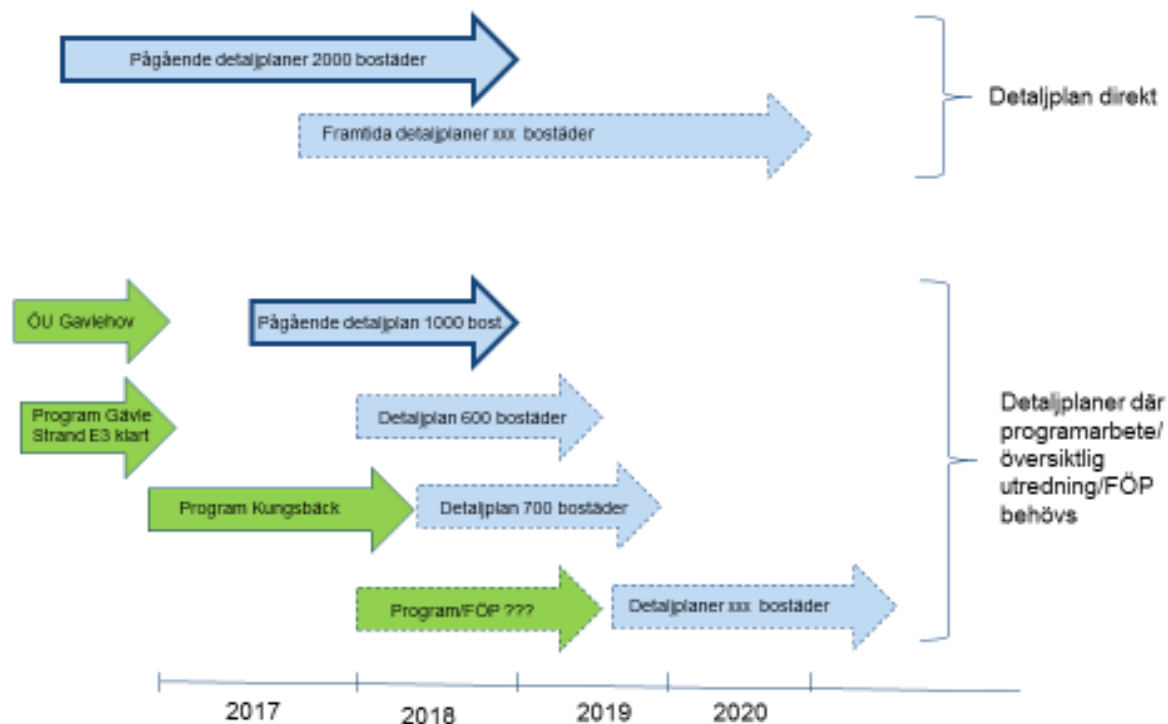 Pågående detaljplaner 2000 bostäder
Detaljplan direkt
Framtida detaljplaner xxx bostäder
ÖU Gavlehov
Pågående detaljplan 1000 bost
Program Gävle
Strand E3 klart
Detaljplan 600 bostäder
Detaljplaner där
programarbete/
översiktlig
utredning/FÖP
behövs
Program Kungsbäck
Detaljplan 700 bostäder
Program/FÖP ???
Detaljplaner xxx bostäder
2017
2018
2019
2020